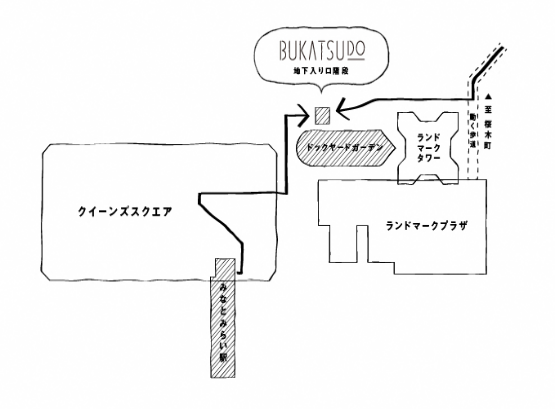 BUKATSUDO
地下入り口階段
▲至 桜木町
動く歩道
ランド
マーク
タワー
ドックヤードガーデン
クイーンズスクエア
ランドマークプラザ
みなとみらい駅